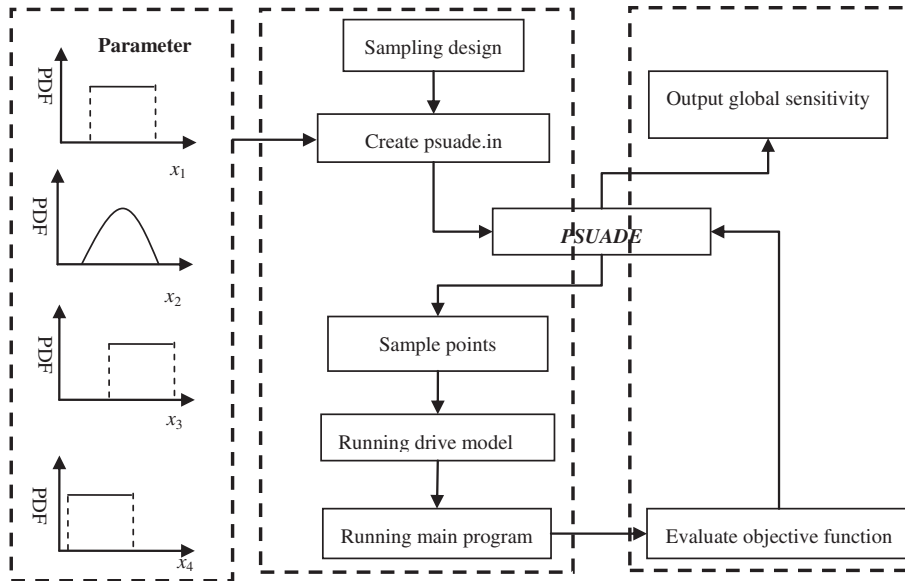 Parameter
PDF
x1
PDF
x2
PDF
x3
PDF
x4
Sampling design
Create psuade.in
PSUADE
Sample points
Running drive model
Running main program
Output global sensitivity
Evaluate objective function